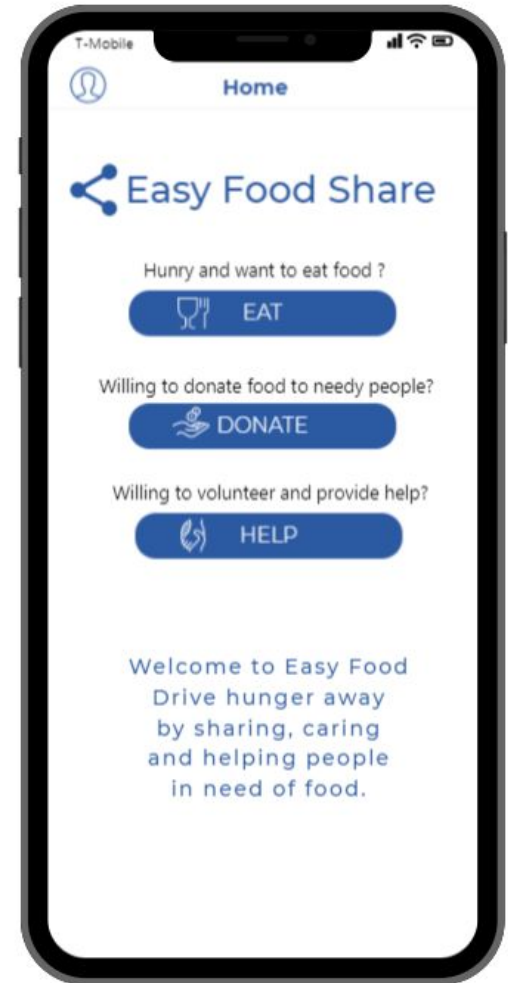 T-Mobile
Home
Easy Food Share
Hunry and want to eat food ?
EAT
Willing to donate food to needy people?
DONATE
Willing to volunteer and provide help?
HELP
Welcome to Easy Food
Drive hunger away
by sharing, caring
and helping people
in need of food.